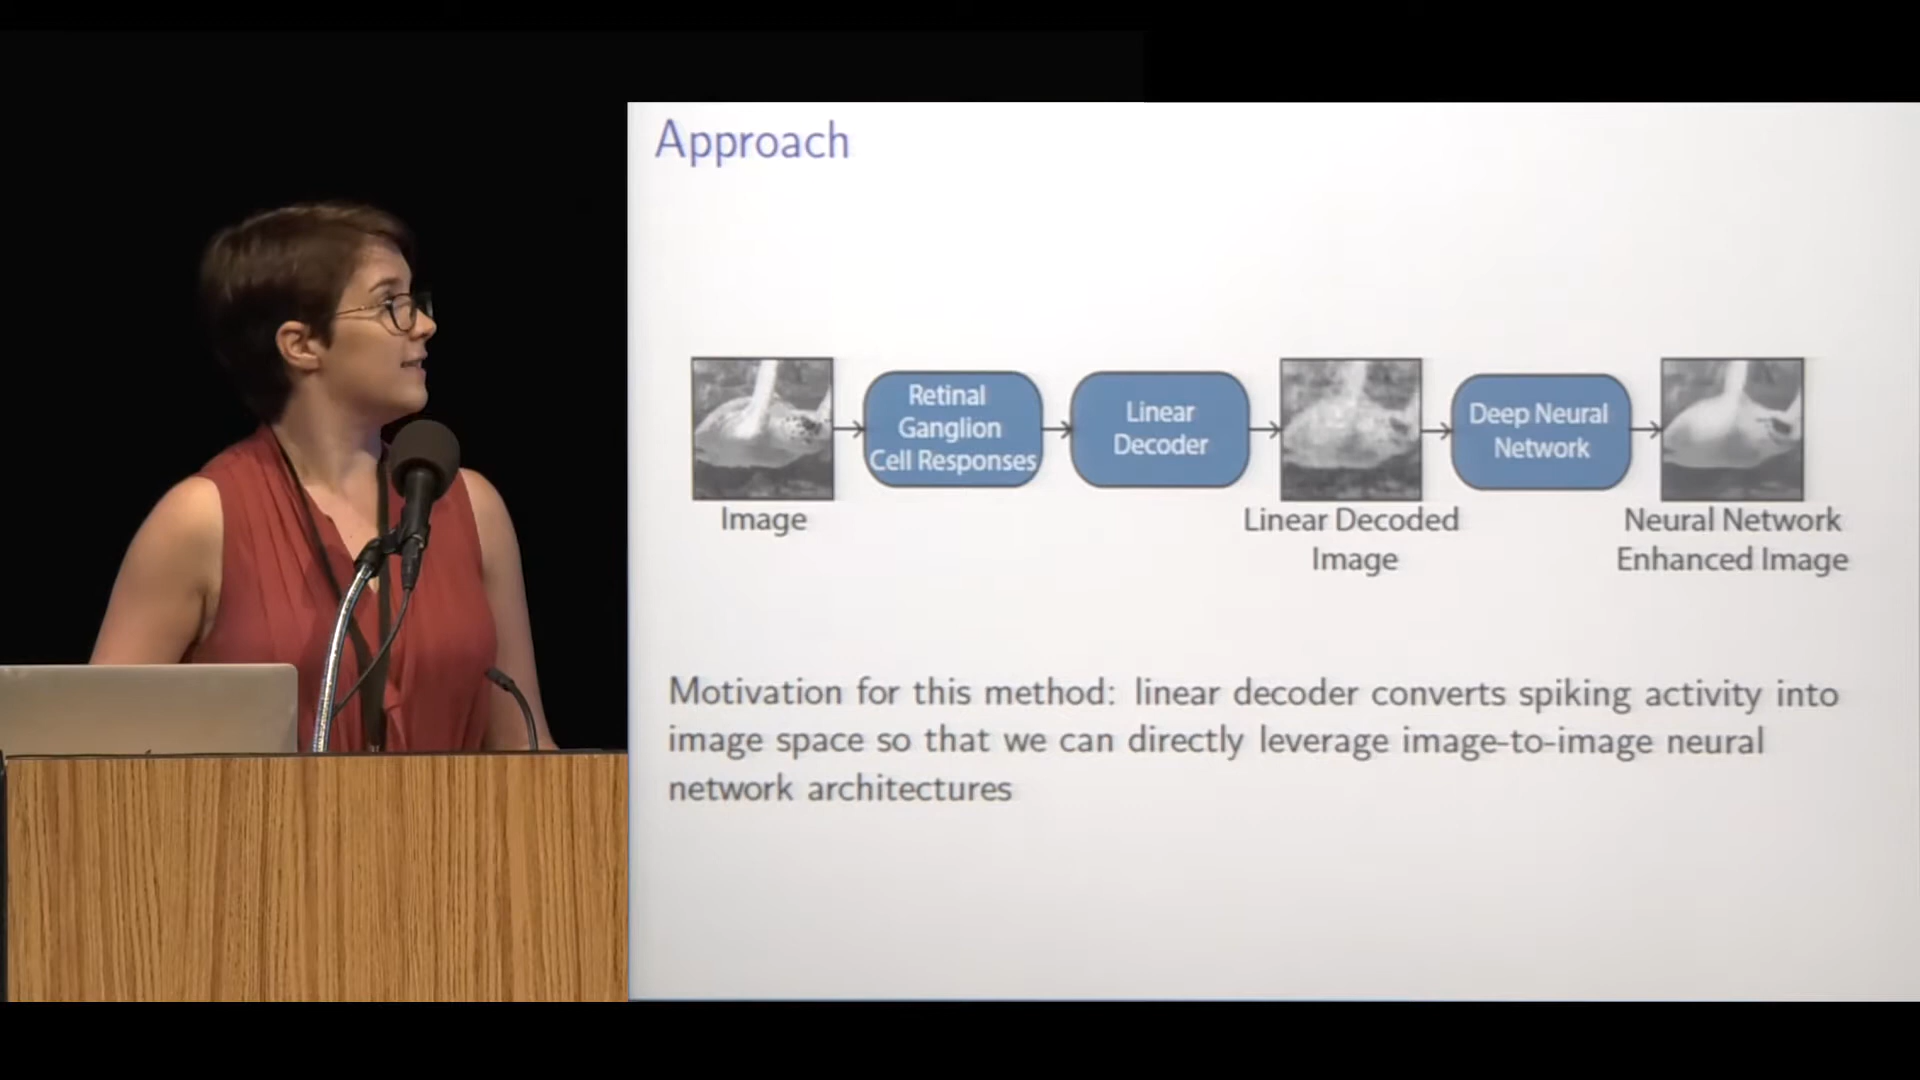 Approach
Retinal
Ganglion
Cell Responses
Linear
Decoder
Deep Neural
Network
Image
Linear Decoded
Image
Neural Network
Enhanced Image
Motivation for this method: linear decoder converts spiking activity into
image space so that we can directly leverage image-to-image neural
network architectures